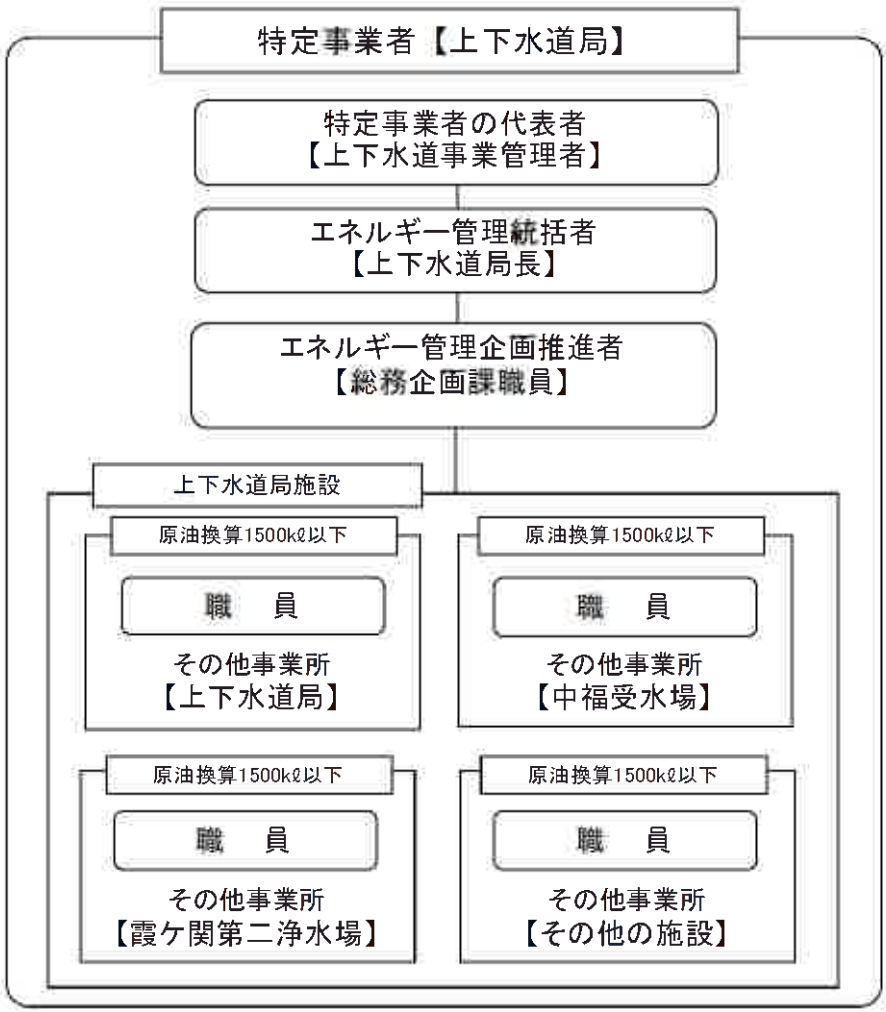 特定事業者【上下水道局】
特定事業者の代表者
【上下水道事業管理者】
エネルギー管理統括者
【上下水道局長】
エネルギー管理企画推進者
【総務企画課職員】
上下水道局施設
原油換算1500kℓ以下
職　員
その他事業所
【上下水道局】
原油換算1500kℓ以下
職　員
その他事業所
【中福受水場】
原油換算1500kℓ以下
職　員
その他事業所
【霞ケ関第二浄水場】
原油換算1500kℓ以下
職　員
その他事業所
【その他の施設】